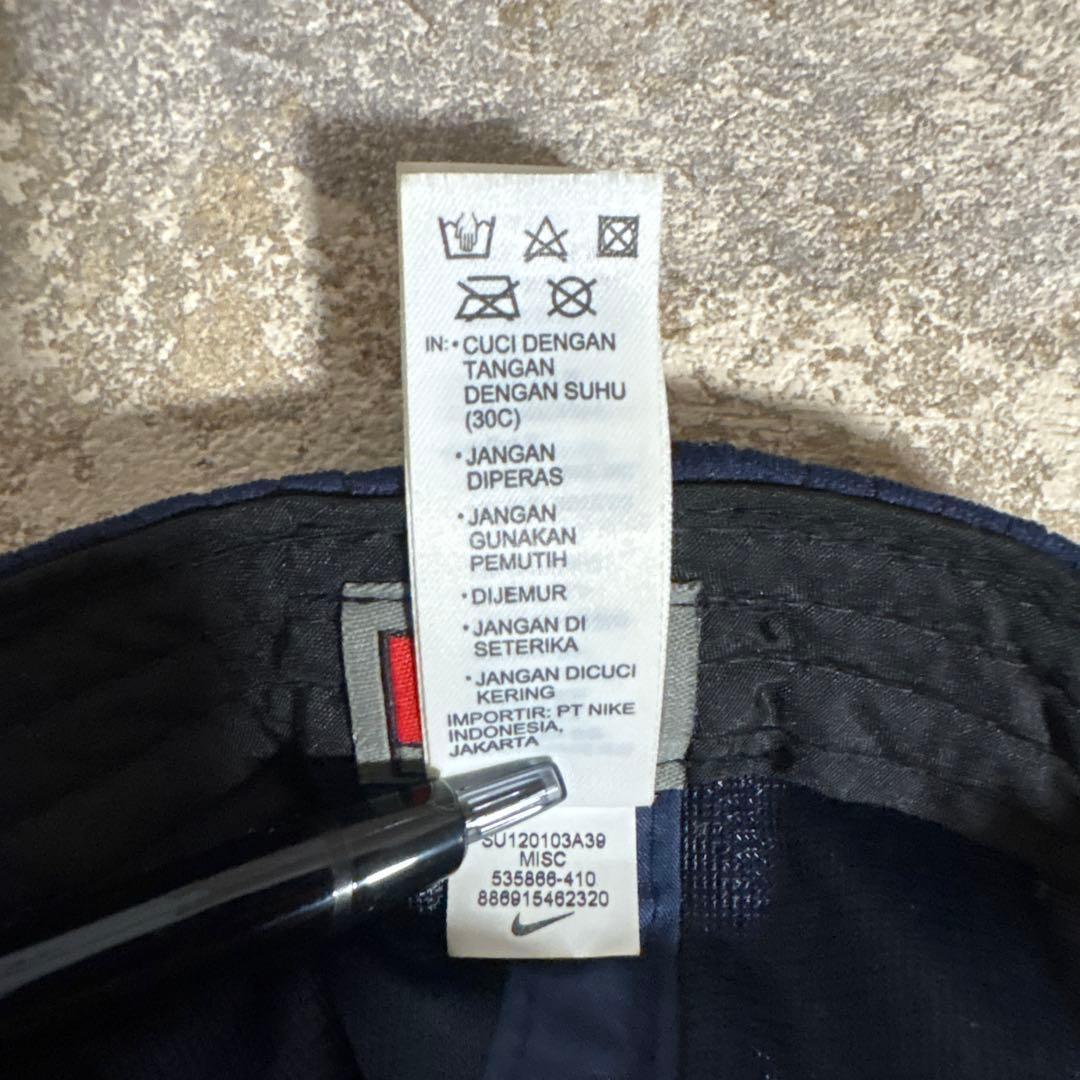 IN: • CUCI DENGAN
TANGAN
DENGAN SUHU
(30C)
• JANGAN
DIPERAS
• JANGAN
GUNAKAN
PEMUTIH
• DIJEMUR
• JANGAN DI
SETERIKA
• JANGAN DICUCI
KERING
IMPORTIR: PT NIKE
INDONESIA,
JAKARTA
SU120103A39
MISC
535866-410
886915462320